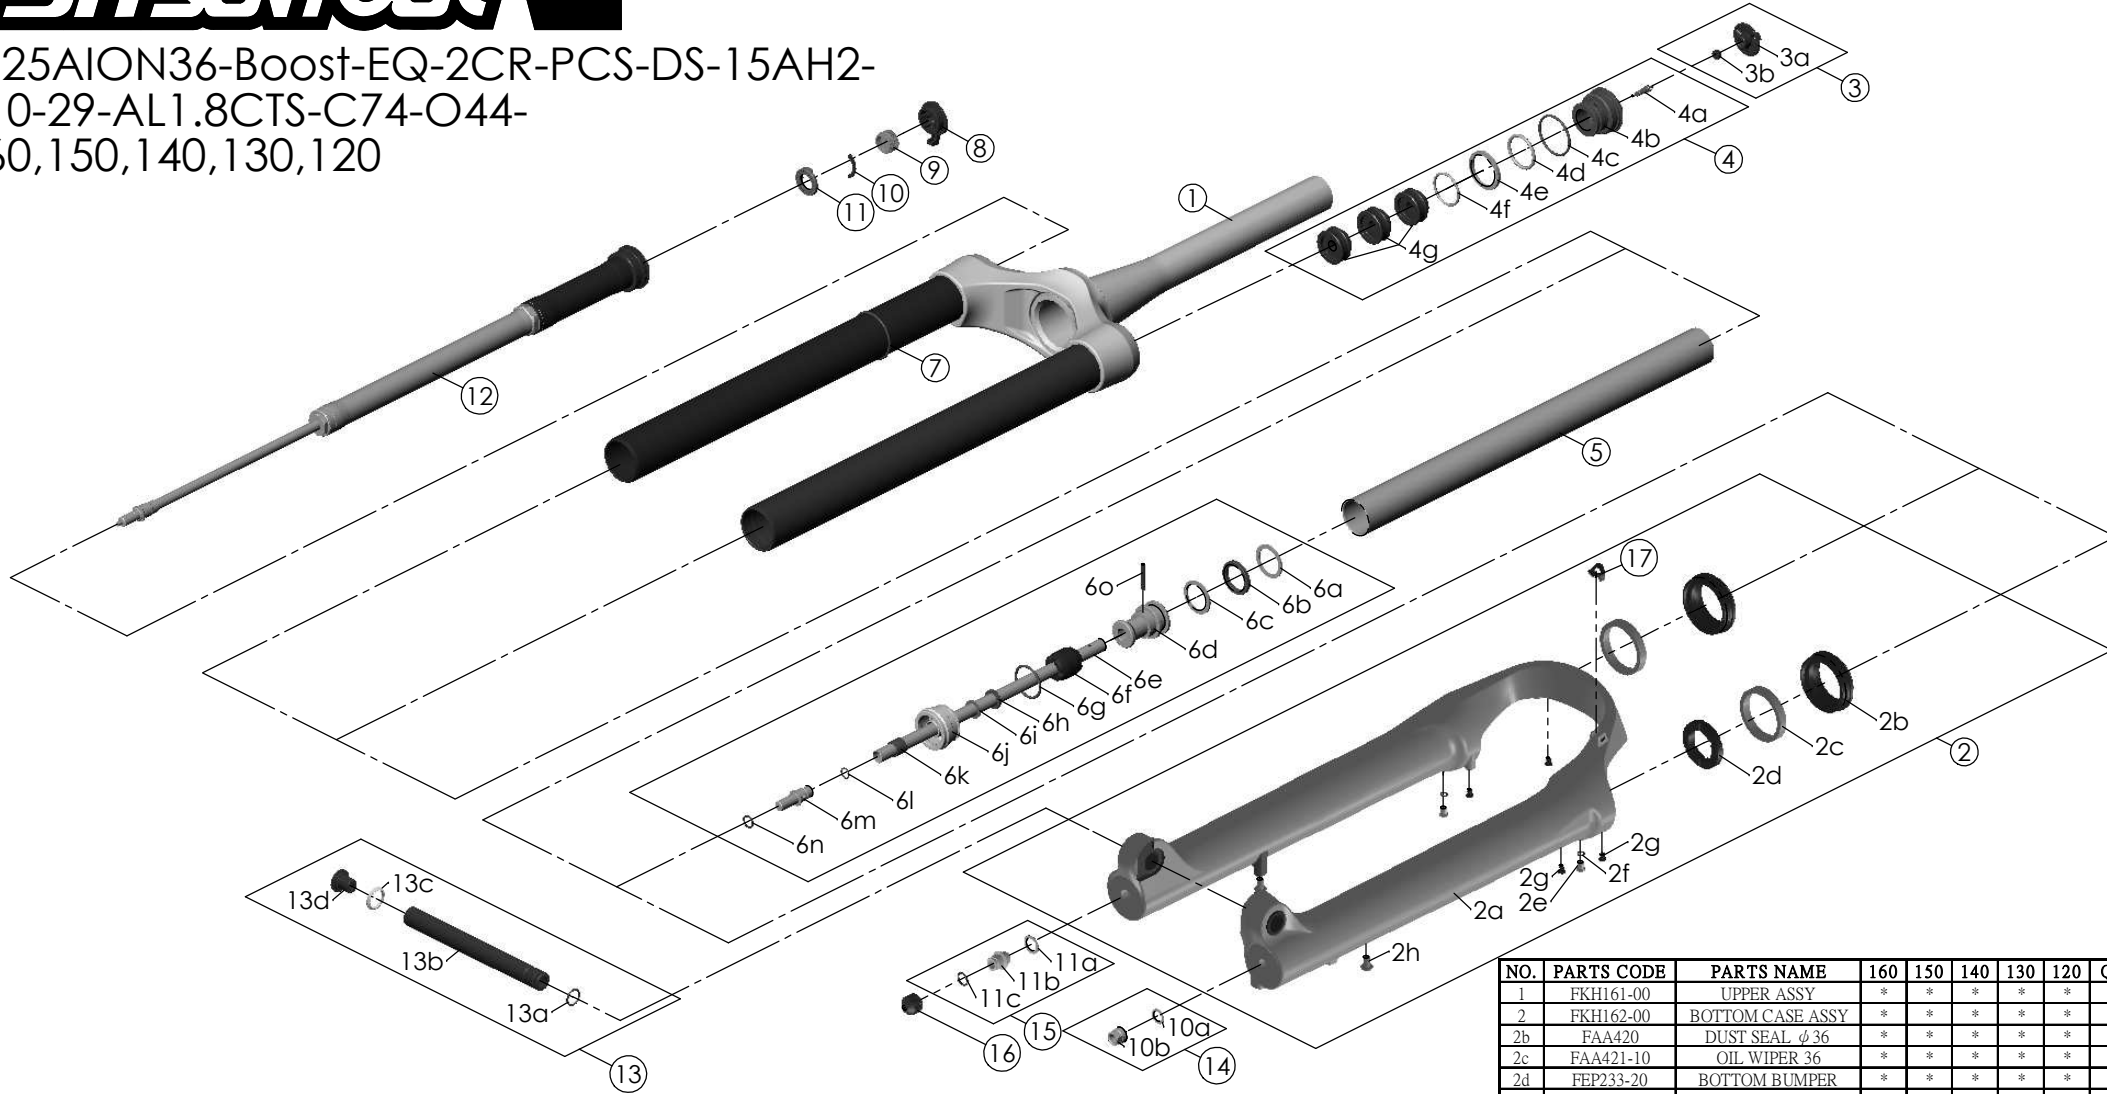 25AION36-Boost-EQ-2CR-PCS-DS-15AH2-
0-29-AL1.8CTS-C74-O44-
0,150,140,130,120
3a
3b
3
4a
4b
4c
4d
4e
4f
4g
4
8
9
10
11
1
7
12
5
17
6o
6a
6b
6c
6d
6e
6f
6g
6h
6i
6j
6k
6l
6m
6n
2b
2c
2d
2
2g
2f
2g
2e
2a
2h
13c
13d
13b
13a
13
11a
11b
11c
15
16
10a
10b
14
NO. PARTS CODE PARTS NAME 160 150 140 130 120
1 FKH161-00 UPPER ASSY * * * * *
2 FKH162-00 BOTTOM CASE ASSY * * * * *
2b FAA420 DUST SEAL φ36 * * * * *
2c FAA421-10 OIL WIPER 36 * * * * *
2d FEP233-20 BOTTOM BUMPER * * * * *